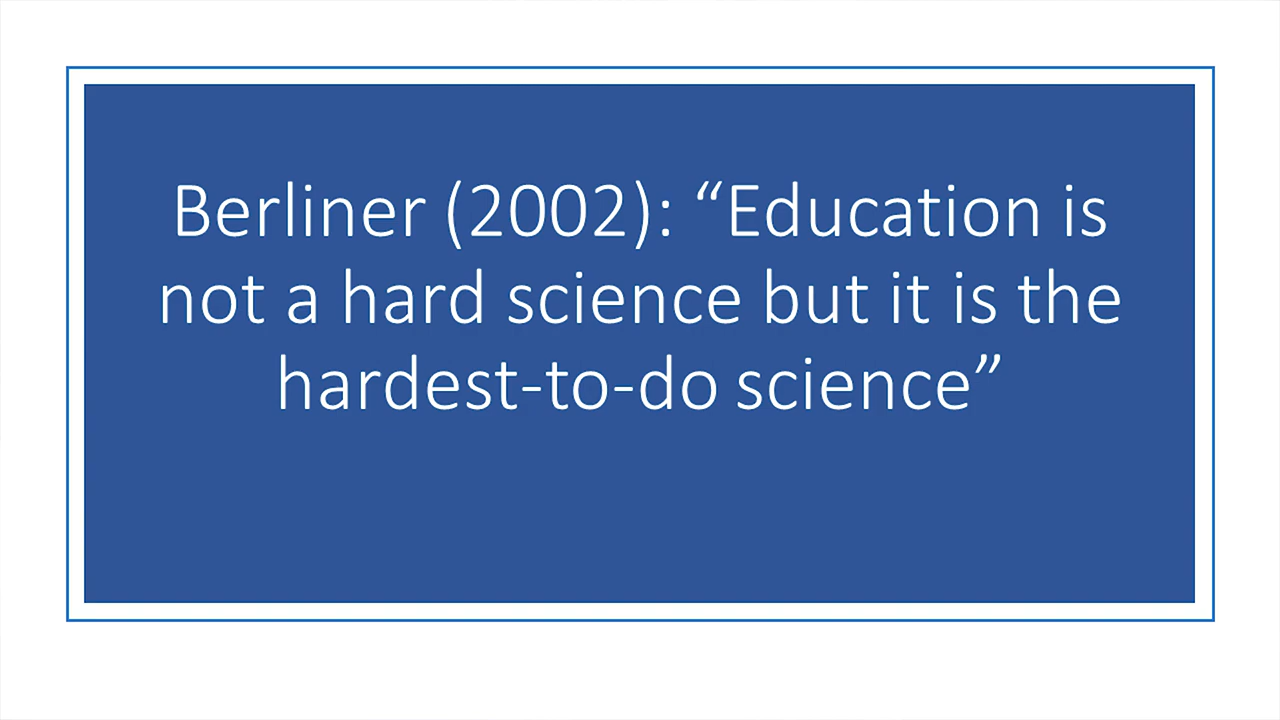 Berliner (2002): “Education is
not a hard science but it is the
hardest-to-do science”